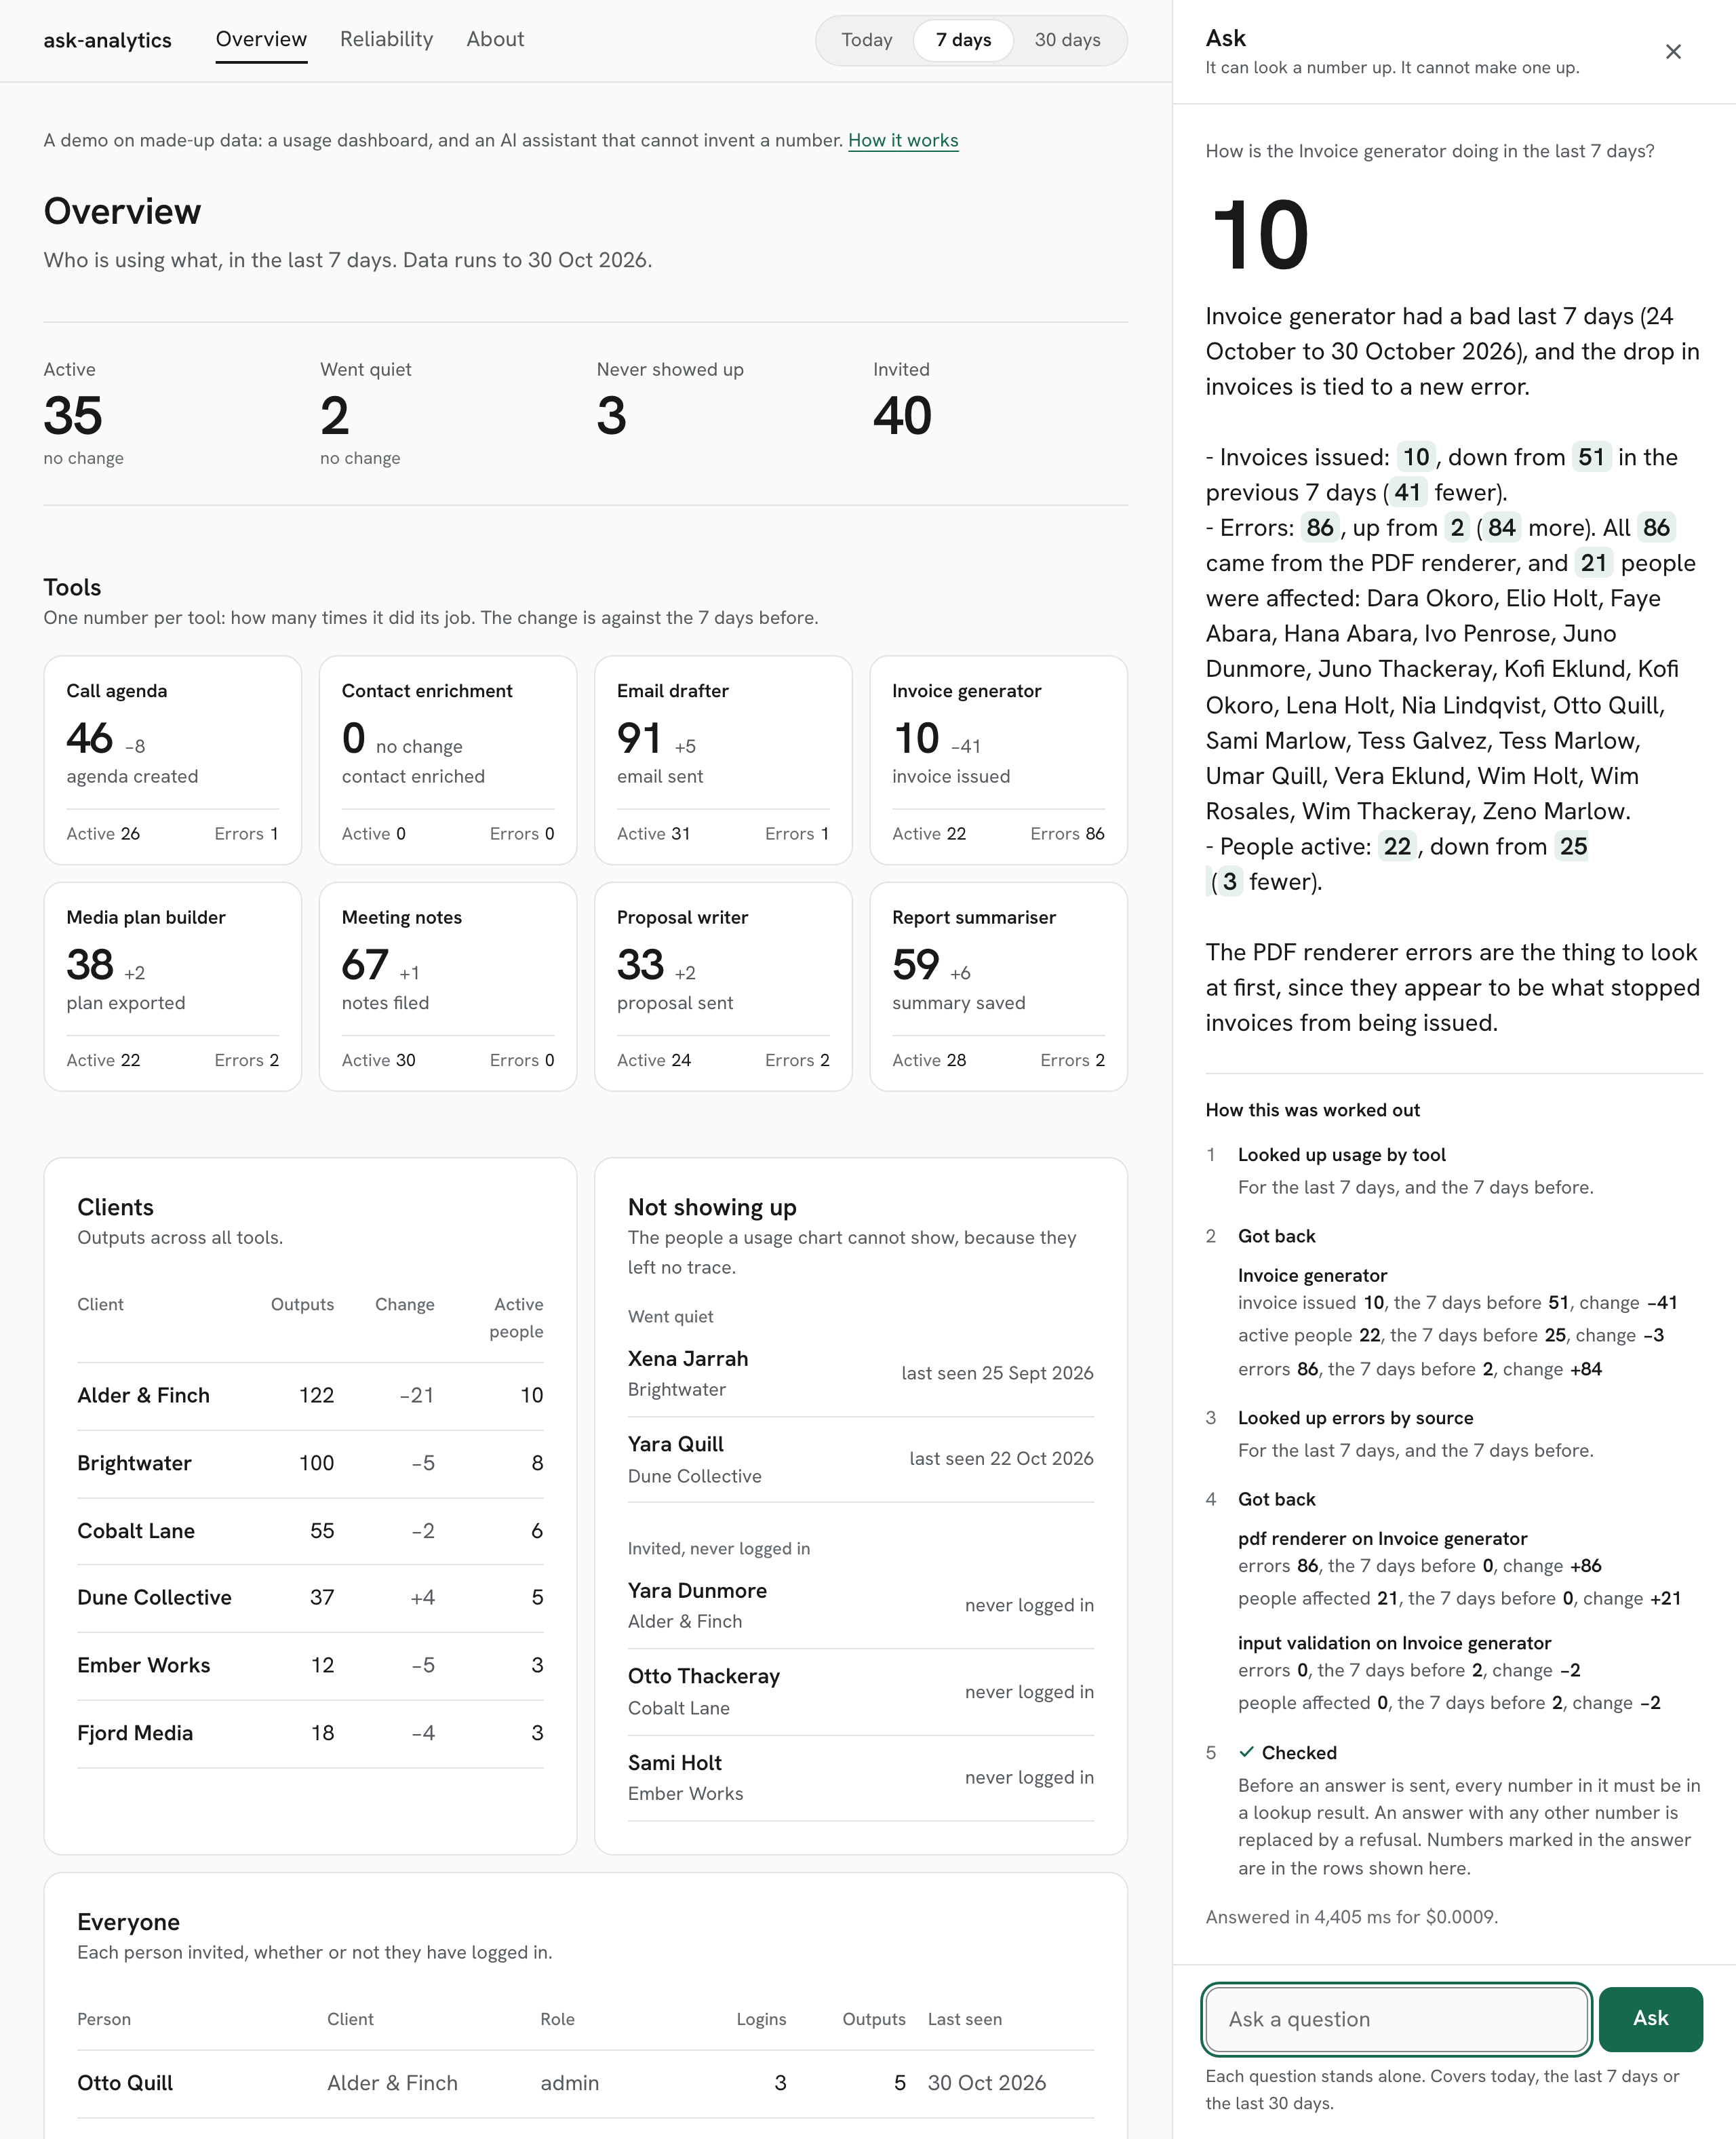 ask-analytics
Overview
Reliability
About
Today
7 days
30 days
A demo on made-up data: a usage dashboard, and an AI assistant that cannot invent a number. How it works
Overview
Who is using what, in the last 7 days. Data runs to 30 Oct 2026.
Active
35
no change
Went quiet
2
no change
Never showed up
3
Invited
40
Tools
One number per tool: how many times it did its job. The change is against the 7 days before.
Call agenda
46 −8
agenda created
Active 26 Errors 1
Contact enrichment
0 no change
contact enriched
Active 0 Errors 0
Email drafter
91 +5
email sent
Active 31 Errors 1
Invoice generator
10 −41
invoice issued
Active 22 Errors 86
Media plan builder
38 +2
plan exported
Active 22 Errors 2
Meeting notes
67 +1
notes filed
Active 30 Errors 0
Proposal writer
33 +2
proposal sent
Active 24 Errors 2
Report summariser
59 +6
summary saved
Active 28 Errors 2
Clients
Outputs across all tools.
Client Outputs Change Active
people
Alder & Finch 122 −21 10
Brightwater 100 −5 8
Cobalt Lane 55 −2 6
Dune Collective 37 +4 5
Ember Works 12 −5 3
Fjord Media 18 −4 3
Not showing up
The people a usage chart cannot show, because they
left no trace.
Went quiet
Xena Jarrah
Brightwater
last seen 25 Sept 2026
Yara Quill
Dune Collective
last seen 22 Oct 2026
Invited, never logged in
Yara Dunmore
Alder & Finch
never logged in
Otto Thackeray
Cobalt Lane
never logged in
Sami Holt
Ember Works
never logged in
Everyone
Each person invited, whether or not they have logged in.
Person Client Role Logins Outputs Last seen
Otto Quill Alder & Finch admin 3 5 30 Oct 2026
Ask
It can look a number up. It cannot make one up.
How is the Invoice generator doing in the last 7 days?
10
Invoice generator had a bad last 7 days (24
October to 30 October 2026), and the drop in
invoices is tied to a new error.
- Invoices issued: 10, down from 51 in the
previous 7 days (41 fewer).
- Errors: 86, up from 2 (84 more). All 86
came from the PDF renderer, and 21 people
were affected: Dara Okoro, Elio Holt, Faye
Abara, Hana Abara, Ivo Penrose, Juno
Dunmore, Juno Thackeray, Kofi Eklund, Kofi
Okoro, Lena Holt, Nia Lindqvist, Otto Quill,
Sami Marlow, Tess Galvez, Tess Marlow,
Umar Quill, Vera Eklund, Wim Holt, Wim
Rosales, Wim Thackeray, Zeno Marlow.
- People active: 22, down from 25
(3 fewer).
The PDF renderer errors are the thing to look
at first, since they appear to be what stopped
invoices from being issued.
How this was worked out
1 Looked up usage by tool
For the last 7 days, and the 7 days before.
2 Got back
Invoice generator
invoice issued 10, the 7 days before 51, change −41
active people 22, the 7 days before 25, change −3
errors 86, the 7 days before 2, change +84
3 Looked up errors by source
For the last 7 days, and the 7 days before.
4 Got back
pdf renderer on Invoice generator
errors 86, the 7 days before 0, change +86
people affected 21, the 7 days before 0, change +21
input validation on Invoice generator
errors 0, the 7 days before 2, change −2
people affected 0, the 7 days before 2, change −2
5 Checked
Before an answer is sent, every number in it must be in
a lookup result. An answer with any other number is
replaced by a refusal. Numbers marked in the answer
are in the rows shown here.
Answered in 4,405 ms for $0.0009.
Ask a question
Ask
Each question stands alone. Covers today, the last 7 days or
the last 30 days.